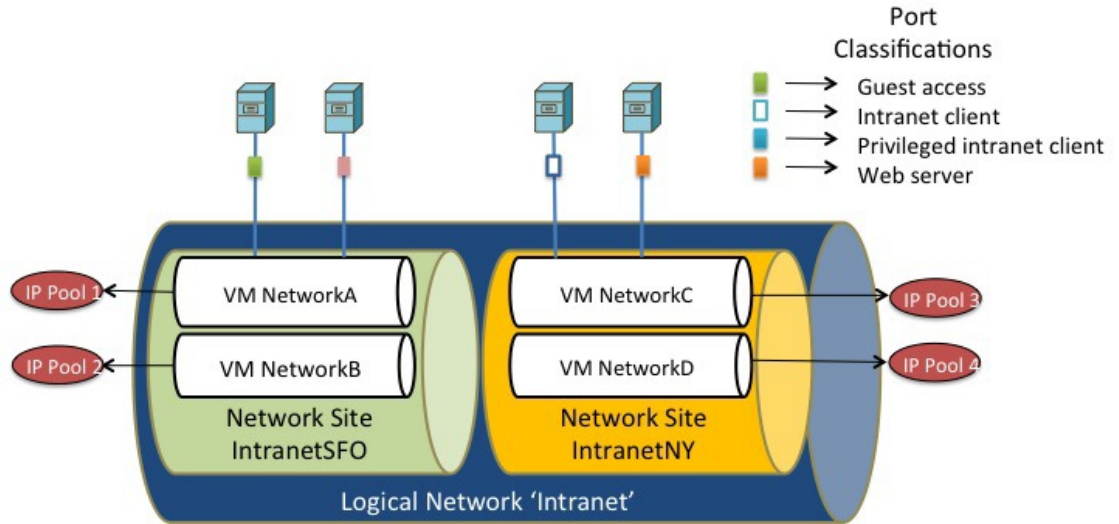 Port
Classifications
Guest access
Intranet client
Privileged intranet client
Web server
IP Pool 1
VM NetworkA
VM NetworkC
IP Pool 3
IP Pool 2
VM NetworkB
VM NetworkD
IP Pool 4
Network Site
IntranetSFO
Network Site
IntranetNY
Logical Network ‘Intranet’